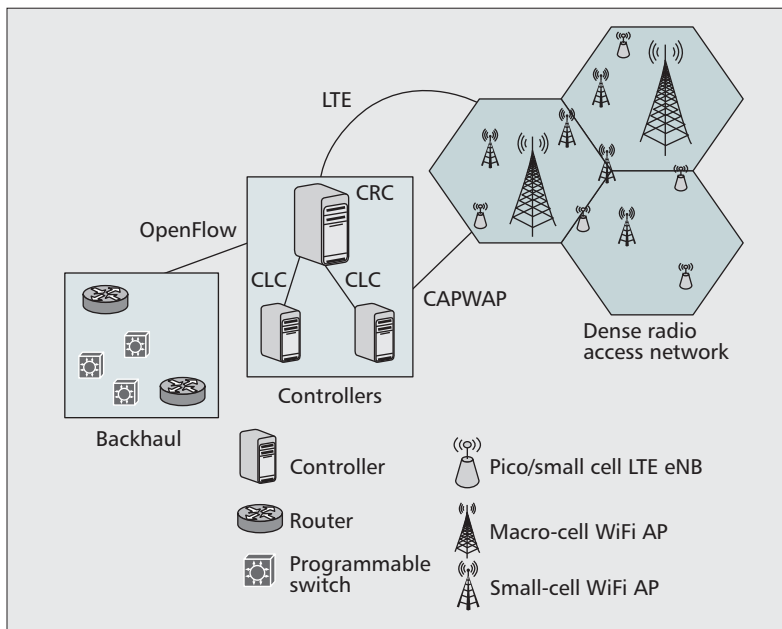 LTE
CRC
OpenFlow
CLC
CLC
CAPWAP
Dense radio
access network
Controllers
Backhaul
Controller
Pico/small cell LTE eNB
Router
Macro-cell WiFi AP
Programmable
switch
Small-cell WiFi AP